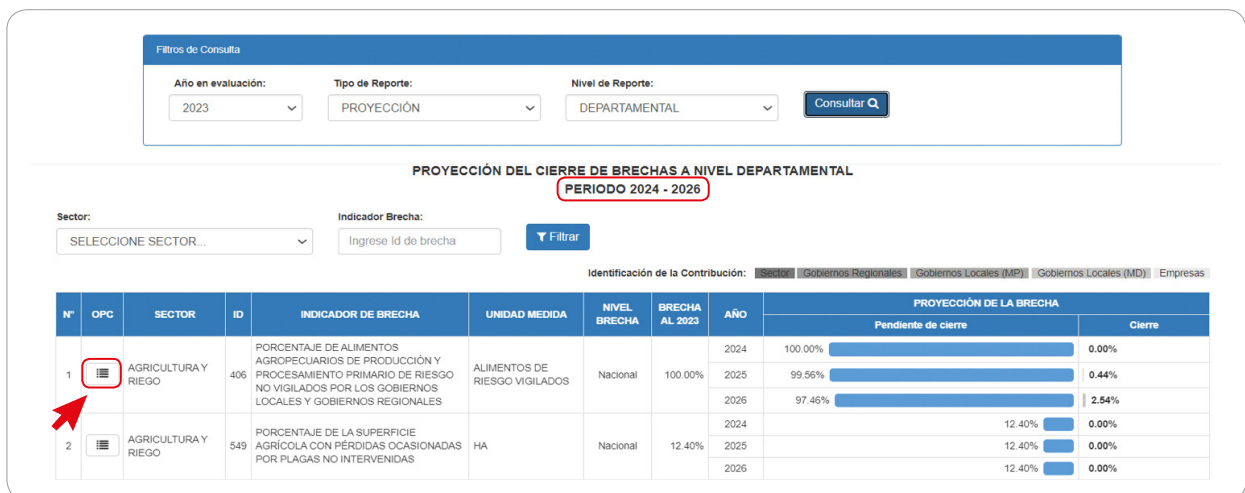 Filtros de Consulta
Año en evaluación: Tipo de Reporte: Nivel de Reporte:
2023 PROYECCIÓN DEPARTAMENTAL Consultar
PROYECCIÓN DEL CIERRE DE BRECHAS A NIVEL DEPARTAMENTAL
PERIODO 2024 - 2026
Sector: Indicador Brecha:
SELECCIONE SECTOR... Ingrese Id de brecha Filtrar
Identificación de la Contribución: Sector Gobiernos Regionales Gobiernos Locales (MP) Gobiernos Locales (MD) Empresas
N° OPC SECTOR ID INDICADOR DE BRECHA UNIDAD MEDIDA NIVEL BRECHA BRECHA AL 2023 AÑO PROYECCIÓN DE LA BRECHA
Pendiente de cierre Cierre
1 AGRICULTURA Y RIEGO 406 PORCENTAJE DE ALIMENTOS
AGROPECUARIOS DE PRODUCCIÓN Y
PROCESAMIENTO PRIMARIO DE RIESGO
NO VIGILADOS POR LOS GOBIERNOS
LOCALES Y GOBIERNOS REGIONALES
ALIMENTOS DE
RIESGO VIGILADOS
Nacional 100.00%
2024 100.00% 0.00%
2025 99.56% 0.44%
2026 97.46% 2.54%
2 AGRICULTURA Y RIEGO 549 PORCENTAJE DE LA SUPERFICIE
AGRÍCOLA CON PÉRDIDAS OCASIONADAS
POR PLAGAS NO INTERVENIDAS
HA Nacional 12.40%
2024 12.40% 0.00%
2025 12.40% 0.00%
2026 12.40% 0.00%